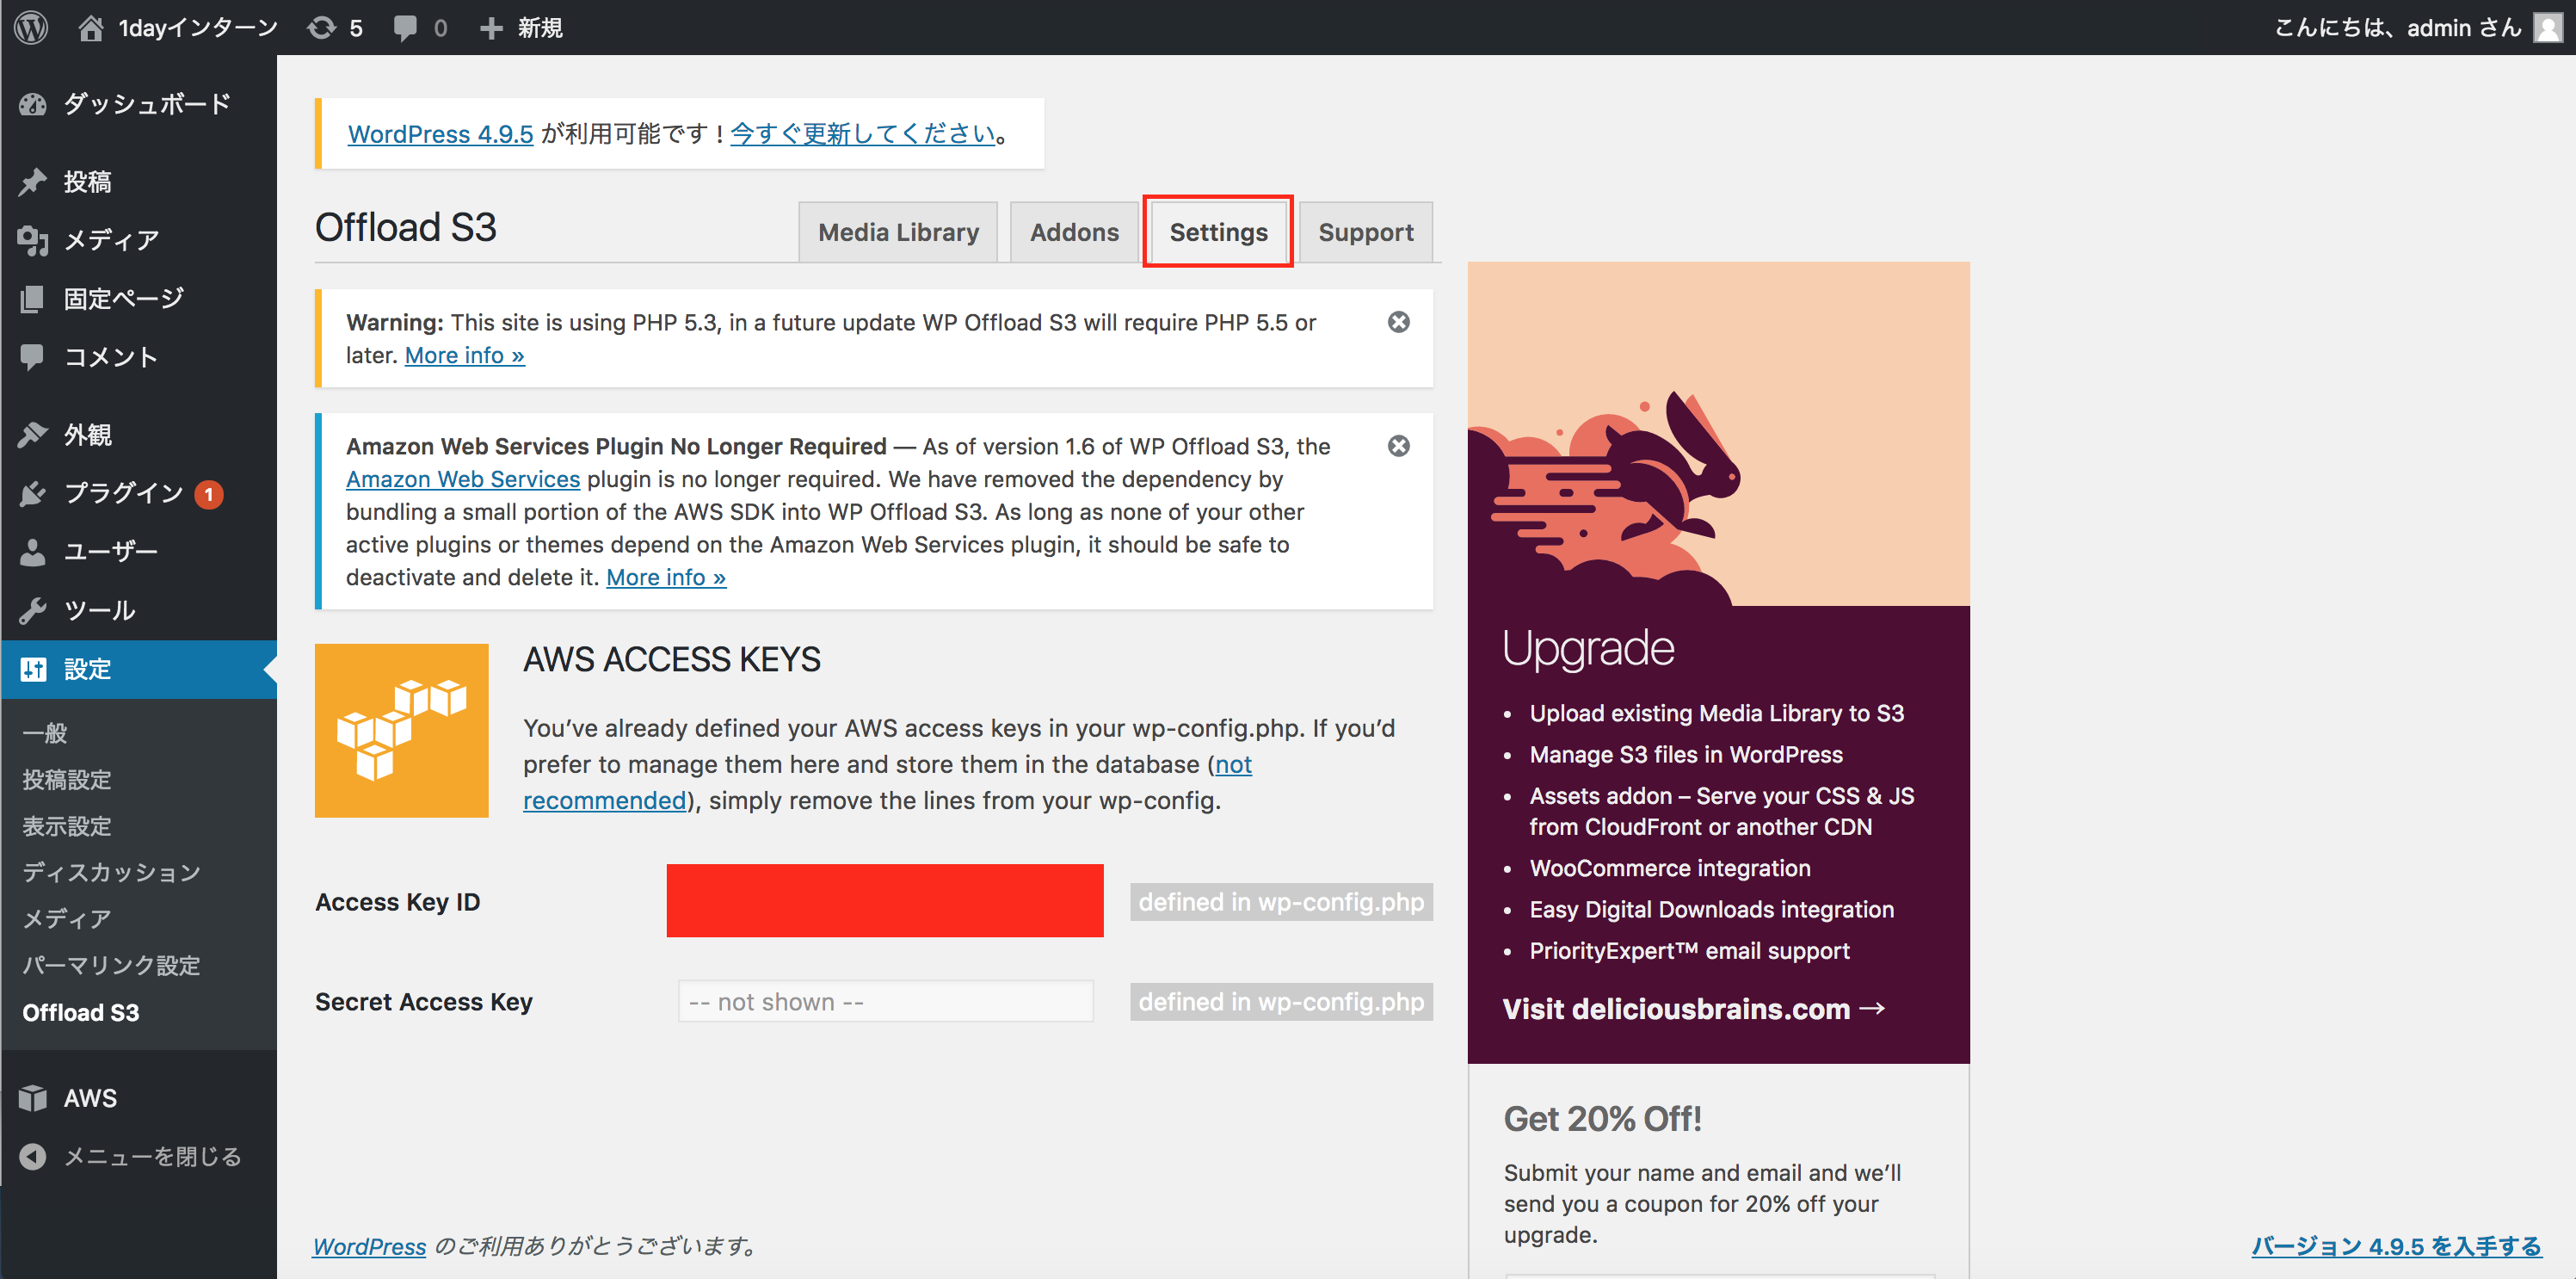 1dayインターン 5 0 新規 こんにちは、admin さん
ダッシュボード
投稿
メディア
固定ページ
コメント
外観
プラグイン 1
ユーザー
ツール
設定
一般
投稿設定
表示設定
ディスカッション
メディア
パーマリンク設定
Offload S3
AWS
メニューを閉じる
WordPress 4.9.5 が利用可能です ! 今すぐ更新してください。
Offload S3
Media Library
Addons
Settings
Support
Warning: This site is using PHP 5.3, in a future update WP Offload S3 will require PHP 5.5 or
later. More info »
Amazon Web Services Plugin No Longer Required — As of version 1.6 of WP Offload S3, the
Amazon Web Services plugin is no longer required. We have removed the dependency by
bundling a small portion of the AWS SDK into WP Offload S3. As long as none of your other
active plugins or themes depend on the Amazon Web Services plugin, it should be safe to
deactivate and delete it. More info »
AWS ACCESS KEYS
You’ve already defined your AWS access keys in your wp-config.php. If you’d
prefer to manage them here and store them in the database (not
recommended), simply remove the lines from your wp-config.
Access Key ID
defined in wp-config.php
Secret Access Key
-- not shown --
defined in wp-config.php
Upgrade
• Upload existing Media Library to S3
• Manage S3 files in WordPress
• Assets addon – Serve your CSS & JS
from CloudFront or another CDN
• WooCommerce integration
• Easy Digital Downloads integration
• PriorityExpert™ email support
Visit deliciousbrains.com →
Get 20% Off!
Submit your name and email and we’ll
send you a coupon for 20% off your
upgrade.
WordPress のご利用ありがとうございます。
バージョン 4.9.5 を入手する